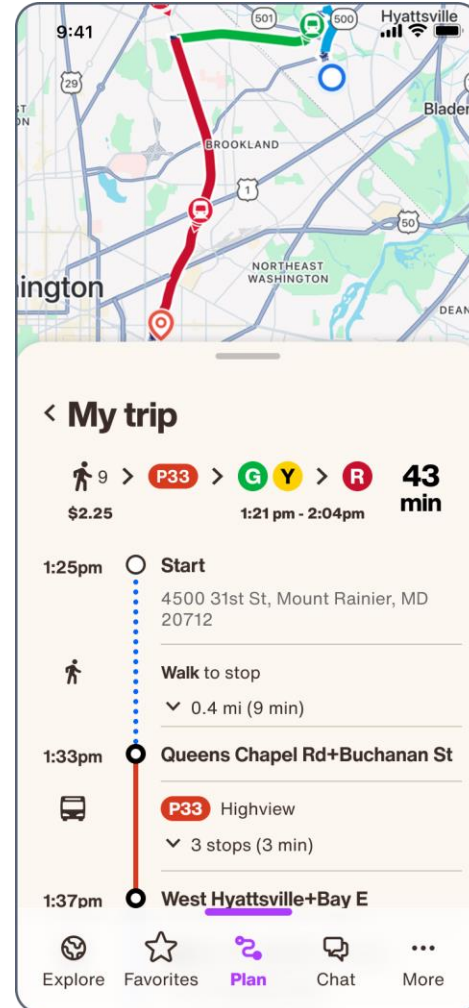 9:41
501
500
Hyattsville
29
Bladen
BROOKLAND
1
50
NORTHEAST
WASHINGTON
ington
DEAN
< My trip
9 > P33 > G Y > R 43
min
$2.25 1:21 pm - 2:04pm
1:25pm Start
4500 31st St, Mount Rainier, MD
20712
Walk to stop
0.4 mi (9 min)
1:33pm Queens Chapel Rd+Buchanan St
P33 Highview
3 stops (3 min)
1:37pm West Hyattsville+Bay E
Explore Favorites Plan Chat More